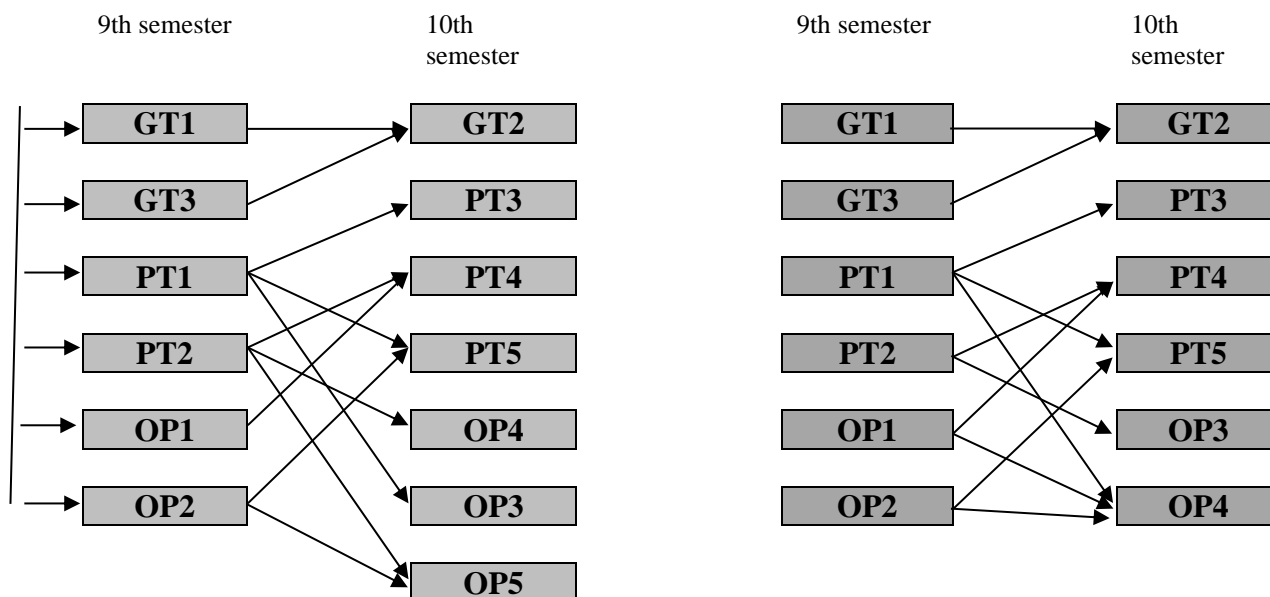 9th semester
10th
semester
GT1
GT2
GT3
PT3
PT1
PT4
PT2
PT5
OP1
OP4
OP2
OP3
OP5
9th semester
10th
semester
GT1
GT2
GT3
PT3
PT1
PT4
PT2
PT5
OP1
OP3
OP2
OP4